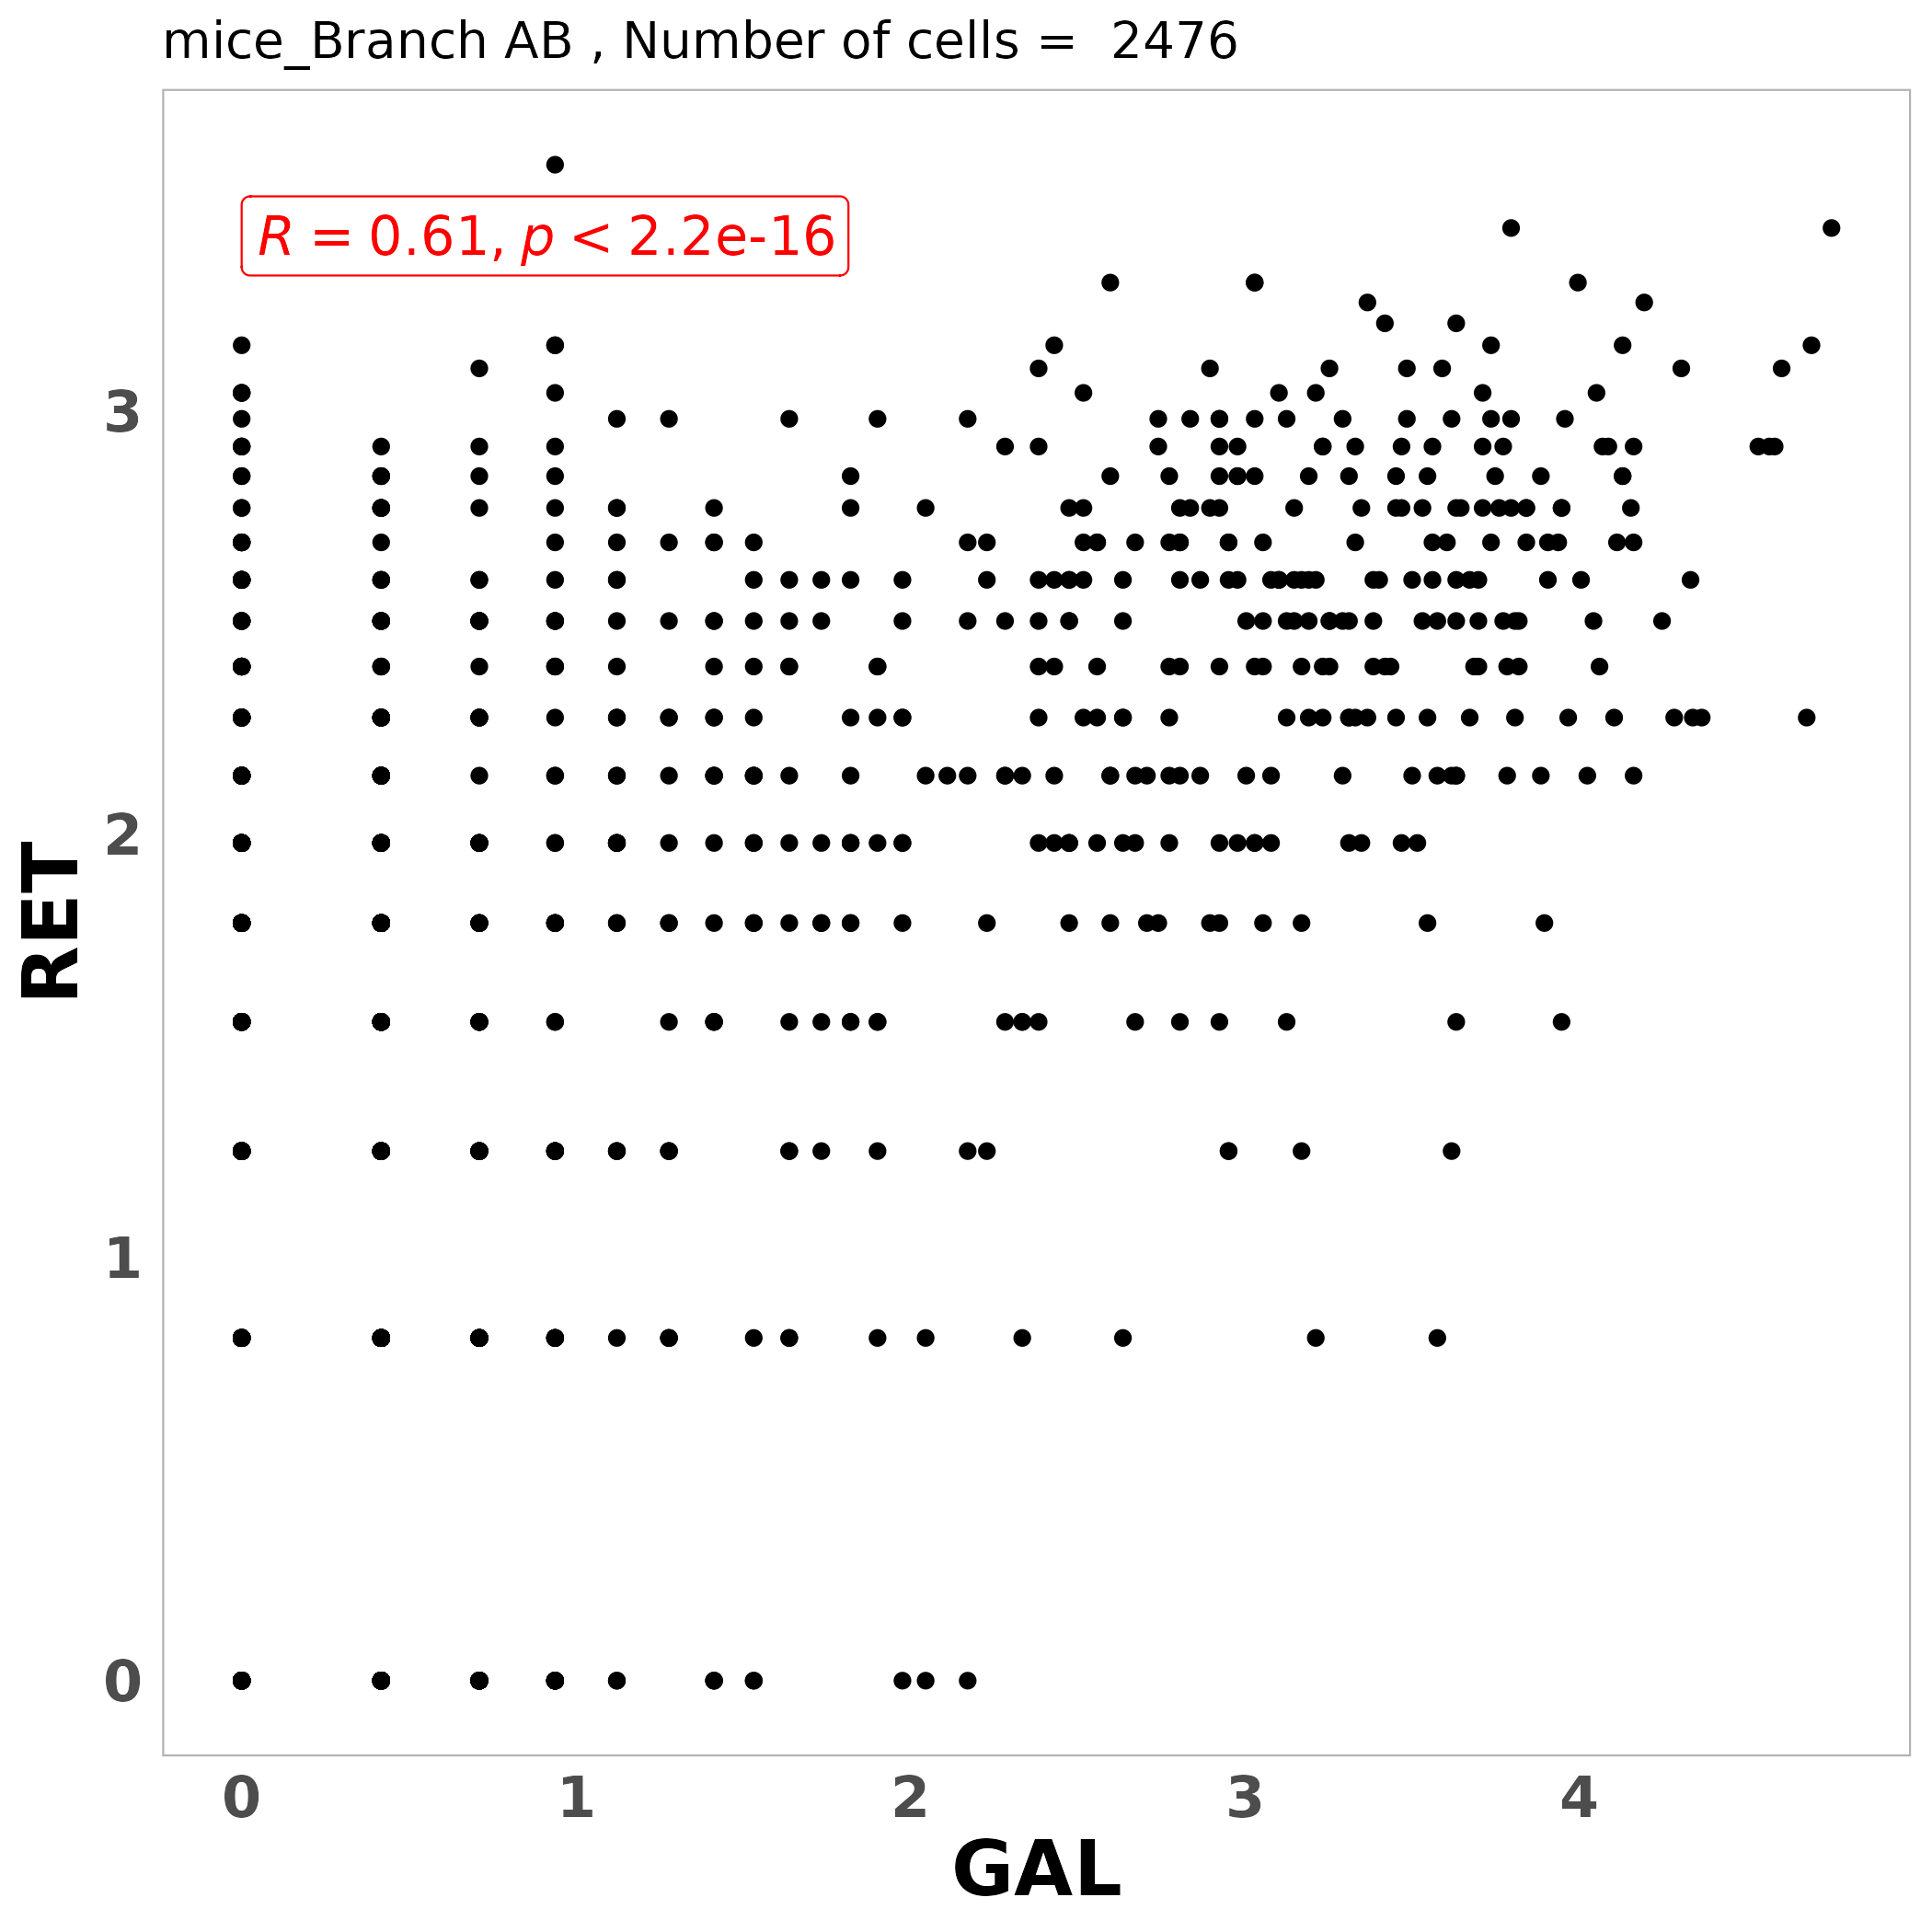 mice_Branch AB , Number of cells =  2476
R = 0.61, p < 2.2e-16
3
2
1
0
RET
0 1 2 3 4
GAL